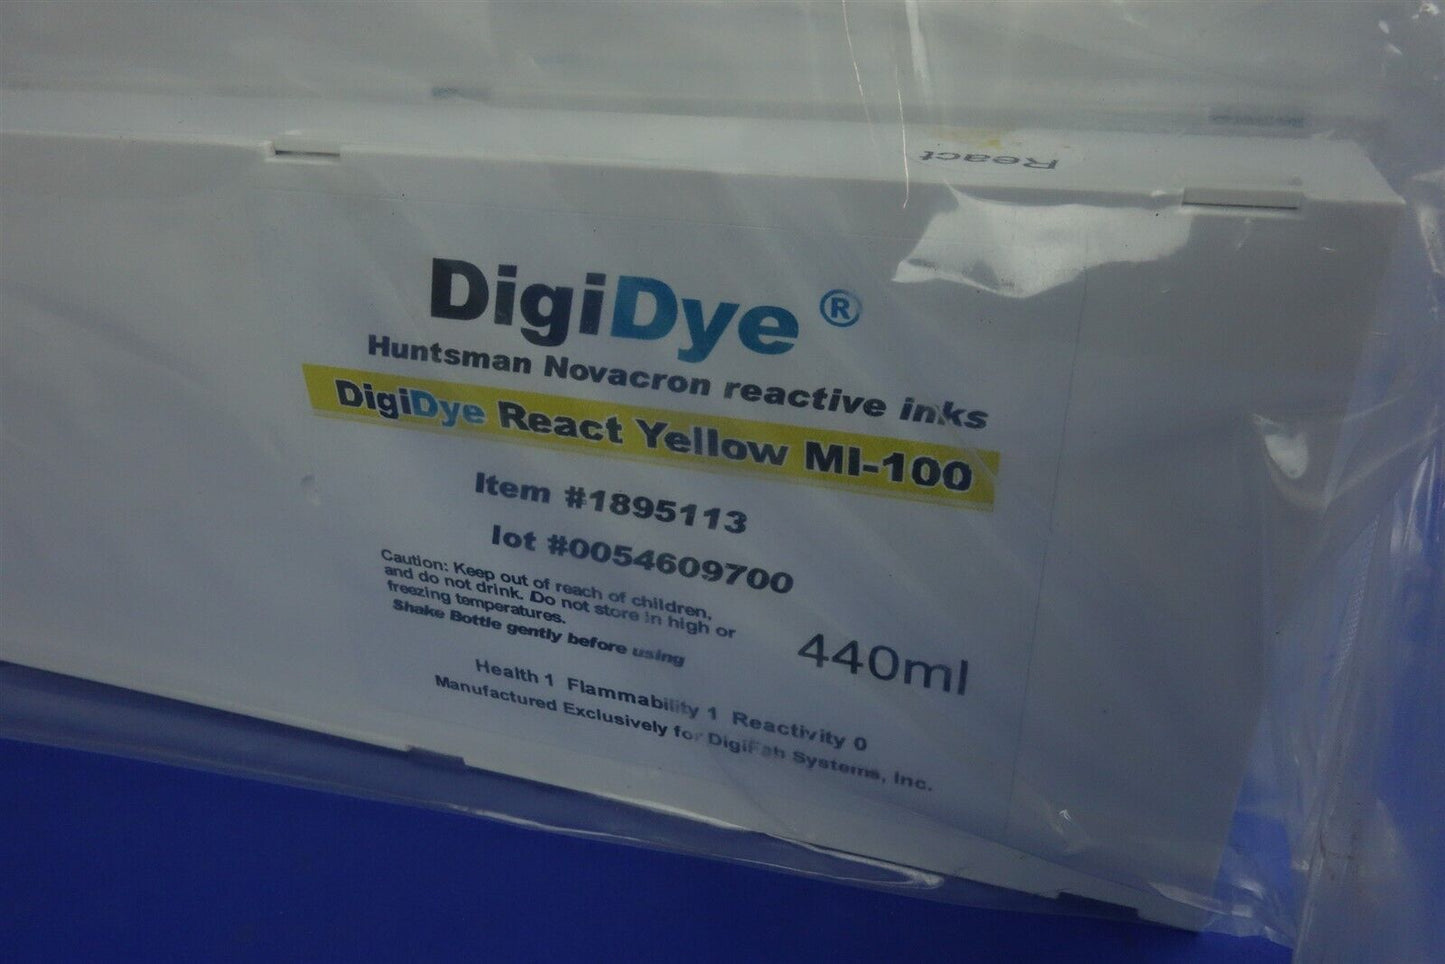 React
DigiDye ®
Huntsman Novacron reactive inks
DigiDye React Yellow MI-100
Item #1895113
lot #0054609700
Caution: Keep out of reach of children,
and do not drink. Do not store in high or
freezing temperatures.
Shake Bottle gently before using
440ml
Health 1 Flammability 1 Reactivity 0
Manufactured Exclusively for DigiFab Systems, Inc.